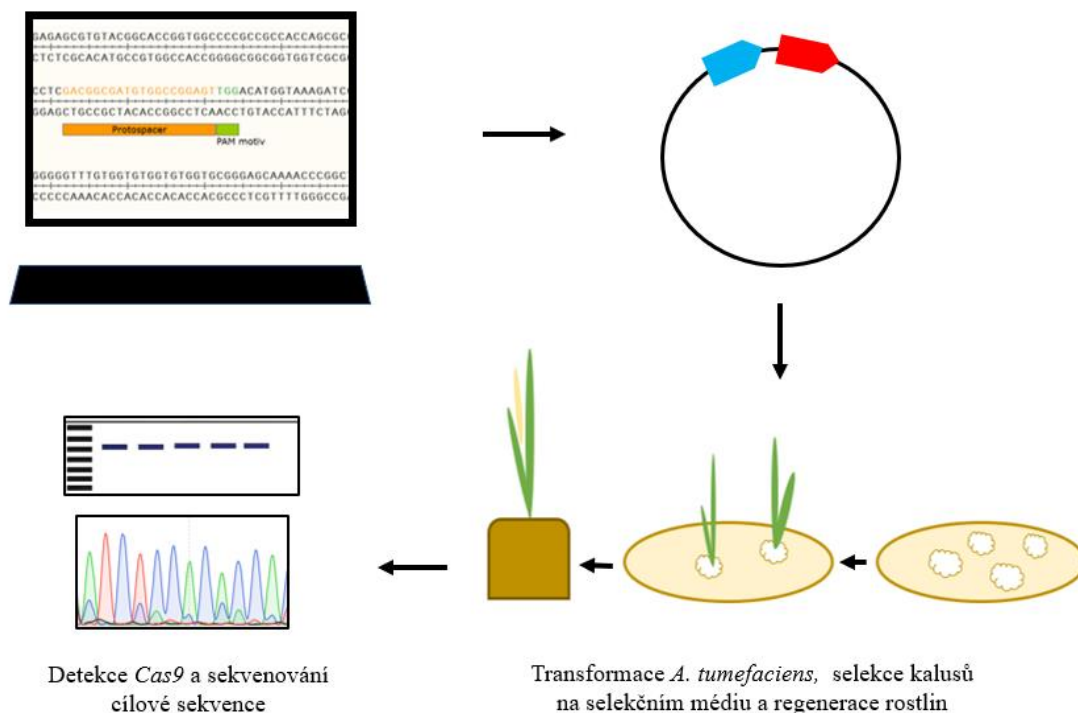 GAGAGCGTGTACGGCACCGGTGGCCCCGCCGCCACCAGCGC
CTCTCGCACATGCCGTGGCCACCGGGGCGGCGGTGGTCGCG
CCTCGACGGCGATGTGGCCGGAGTTGGACATGGTAAAGATC
GGAGCTGCCGCTACACCGGCCTCAACCTGTACCATTTCTAG
Protospacer
PAM motiv
GGGGGTTTGTGGTGTGGTGTGGTGCGGGAGCAAAACCCGGC
CCCCCAAACACCACACCACACCACGCCCTCGTTTTGGGCCG
Detekce Cas9 a sekvenování
cílové sekvence
Transformace A. tumefaciens, selekce kalusů
na selekčním médiu a regenerace rostlin